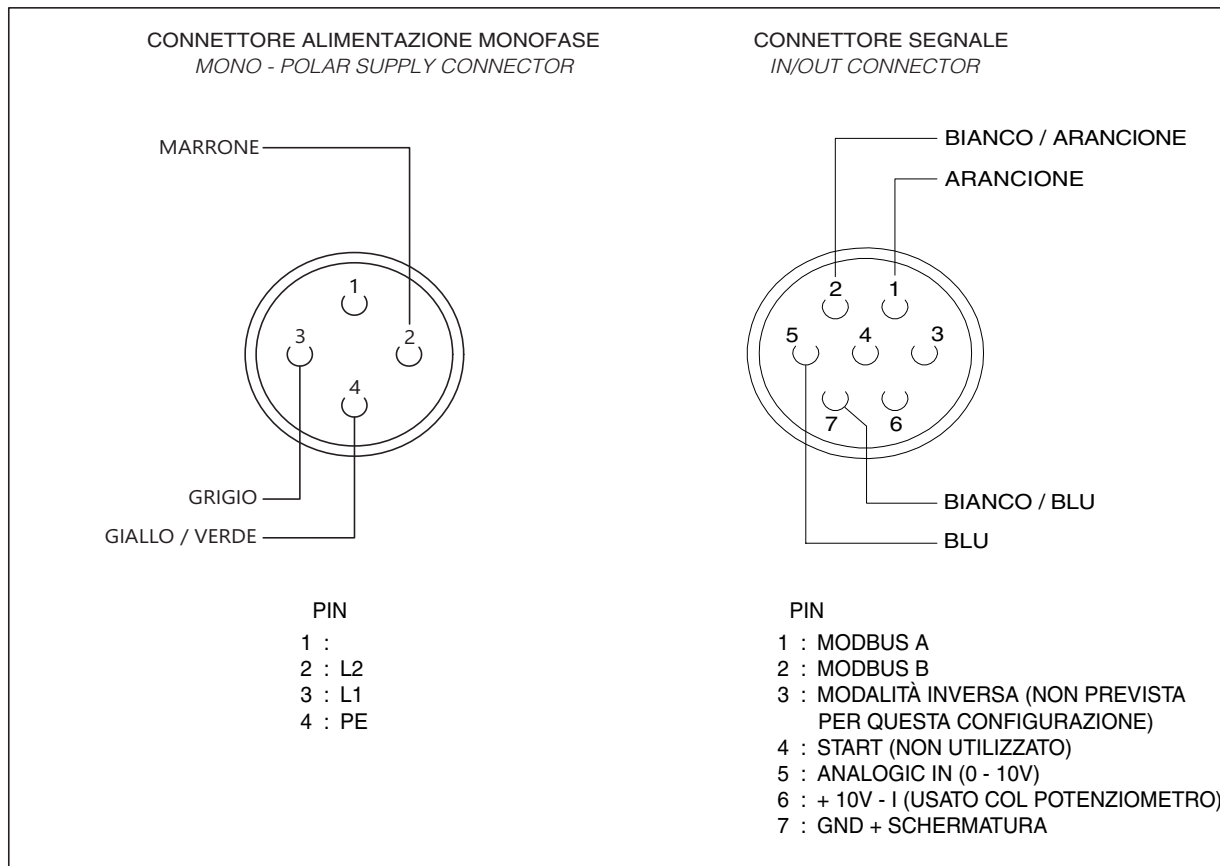 CONNETTORE ALIMENTAZIONE MONOFASE
MONO - POLAR SUPPLY CONNECTOR
MARRONE
1
3
2
4
GRIGIO
GIALLO / VERDE
PIN
1 :
2 : L2
3 : L1
4 : PE
CONNETTORE SEGNALE
IN/OUT CONNECTOR
BIANCO / ARANCIONE
ARANCIONE
2
1
5
4
3
7
6
BIANCO / BLU
BLU
PIN
1 : MODBUS A
2 : MODBUS B
3 : MODALITÀ INVERSA (NON PREVISTA
PER QUESTA CONFIGURAZIONE)
4 : START (NON UTILIZZATO)
5 : ANALOGIC IN (0 - 10V)
6 : + 10V - I (USATO COL POTENZIOMETRO)
7 : GND + SCHERMATURA